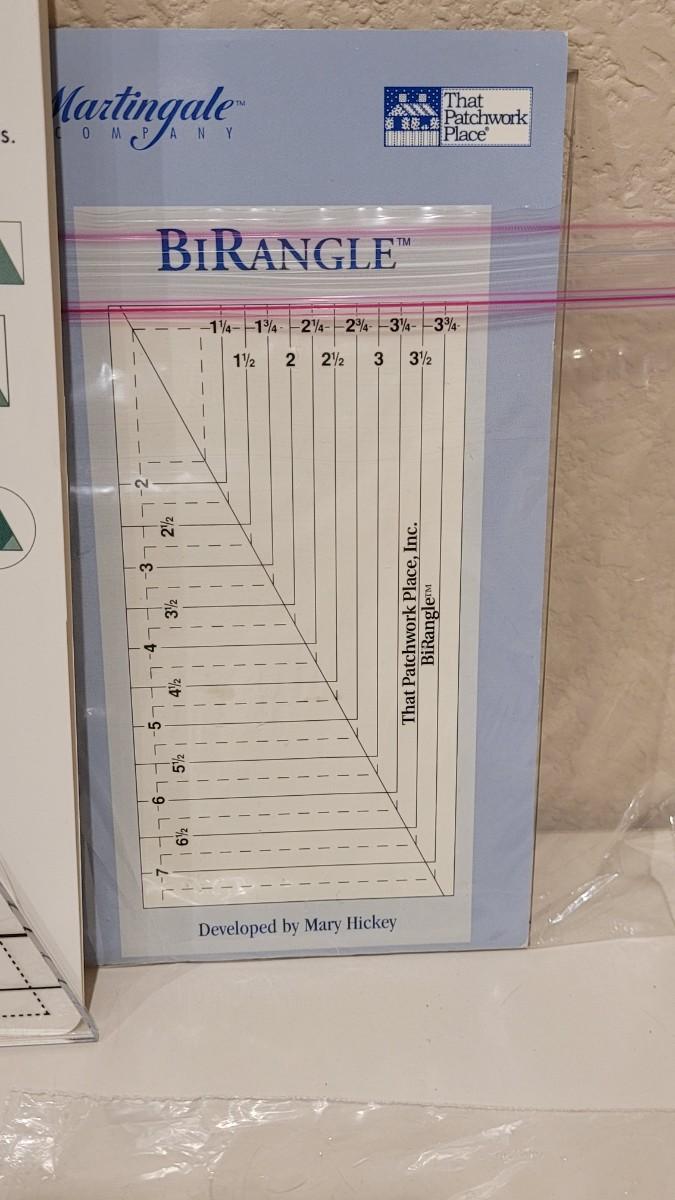 s.
Martingale™
COMPANY
That
Patchwork
Place®
BIRANGLE™
1¼ 1¾ 2¼ 2¾ 3¼ 3¾
1½ 2 2½ 3 3½
2
2½
3
3½
4
4½
5
5½
6
6½
7
That Patchwork Place, Inc.
BiRangle™
Developed by Mary Hickey